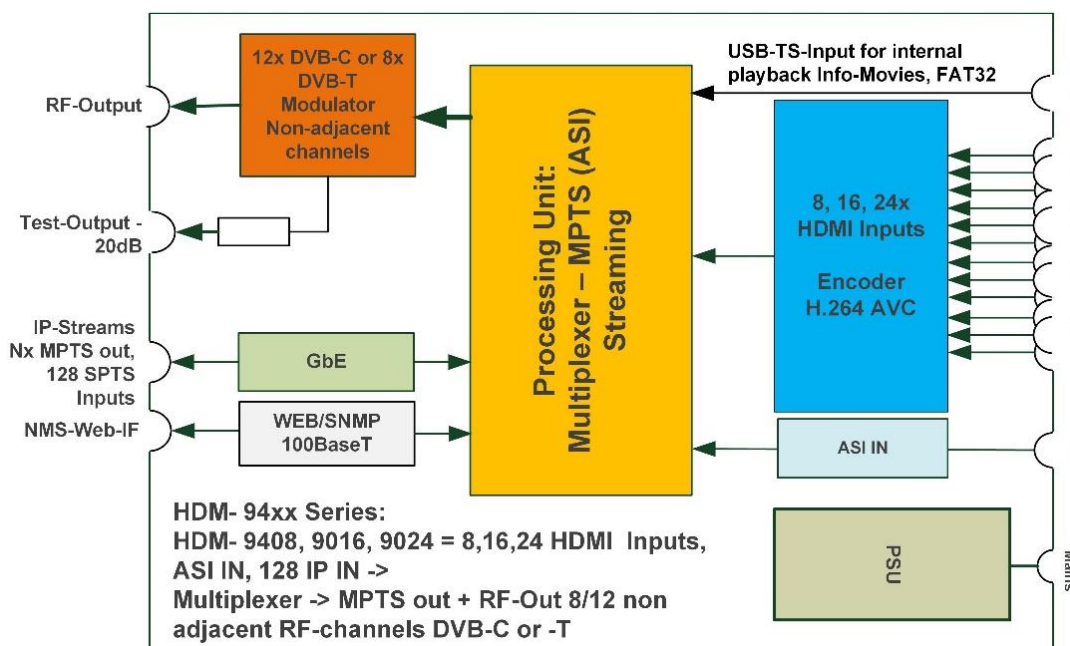 12x DVB-C or 8x
DVB-T
Modulator
Non-adjacent
channels
USB-TS-Input for internal
playback Info-Movies, FAT32
RF-Output
Test-Output -
20dB
Processing Unit:
Multiplexer – MPTS (ASI)
Streaming
8, 16, 24x
HDMI Inputs
Encoder
H.264 AVC
IP-Streams
Nx MPTS out,
128 SPTS
Inputs
GbE
NMS-Web-IF
WEB/SNMP
100BaseT
ASI IN
HDM- 94xx Series:
HDM- 9408, 9016, 9024 = 8,16,24 HDMI  Inputs,
ASI IN, 128 IP IN ->
Multiplexer -> MPTS out + RF-Out 8/12 non
adjacent RF-channels DVB-C or -T
PSU
Mains